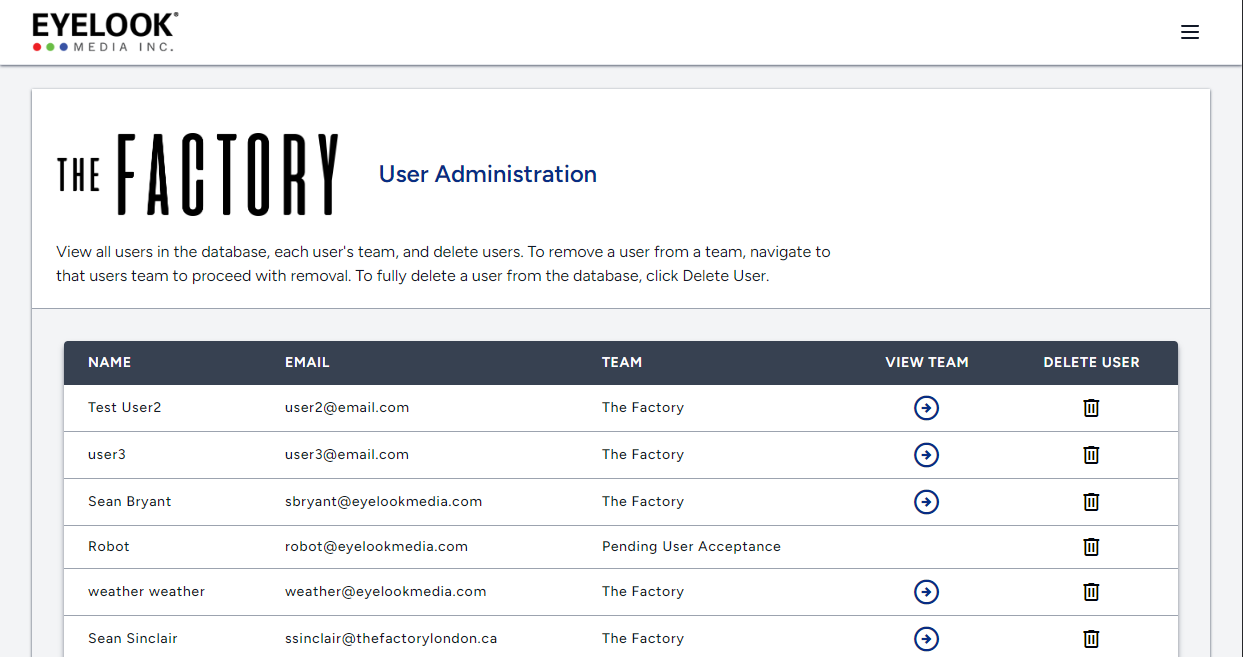 EYELOOK®
MEDIA INC.
THE FACTORY
User Administration
View all users in the database, each user's team, and delete users. To remove a user from a team, navigate to
that users team to proceed with removal. To fully delete a user from the database, click Delete User.
NAME EMAIL TEAM VIEW TEAM DELETE USER
Test User2 user2@email.com The Factory
user3 user3@email.com The Factory
Sean Bryant sbryant@eyelookmedia.com The Factory
Robot robot@eyelookmedia.com Pending User Acceptance
weather weather weather@eyelookmedia.com The Factory
Sean Sinclair ssinclair@thefactorylondon.ca The Factory